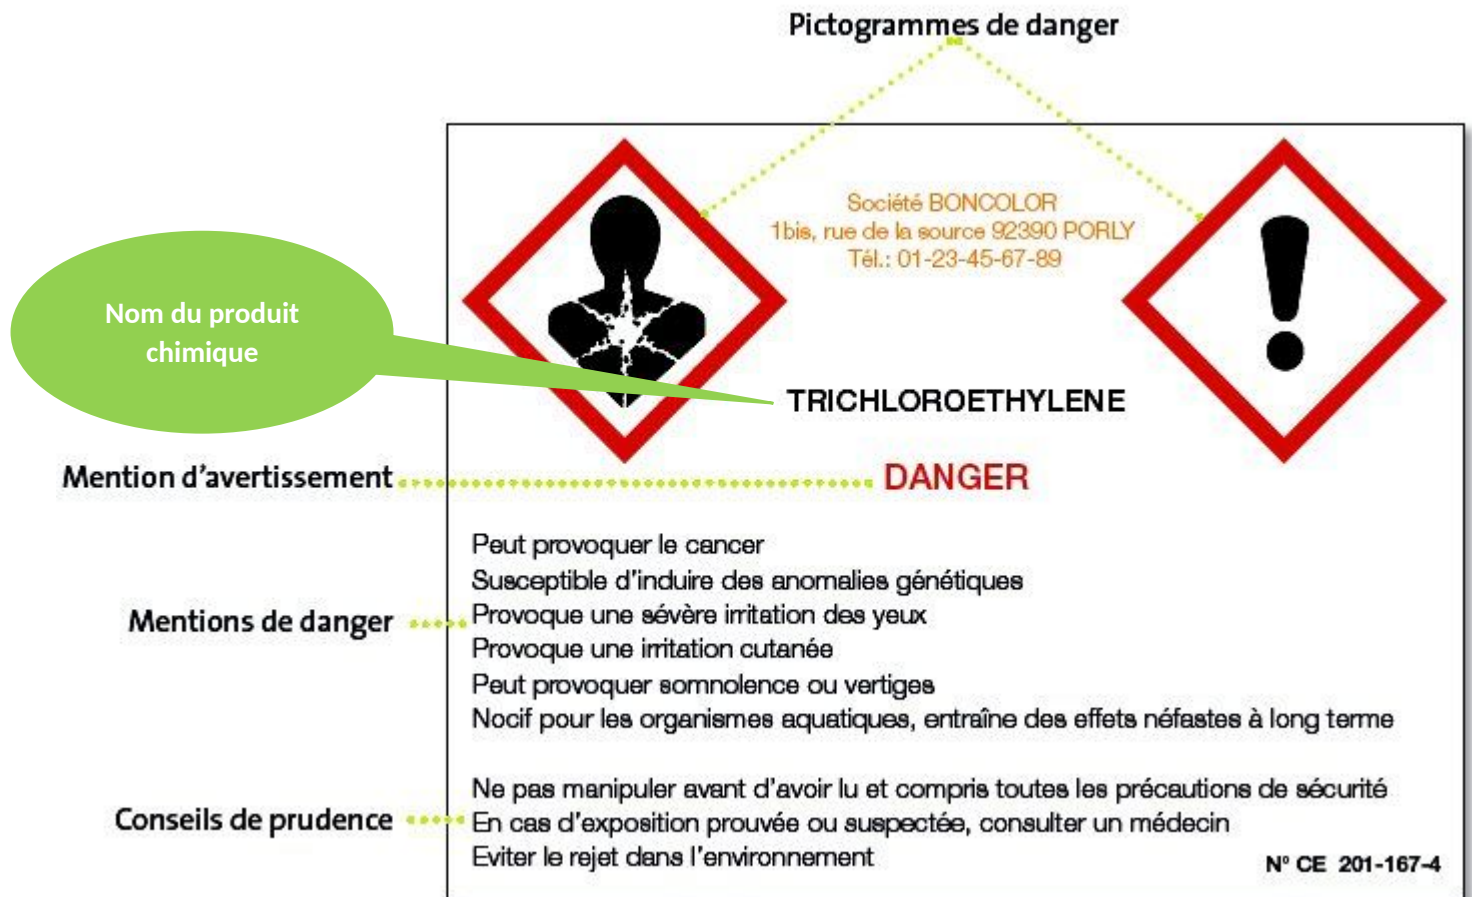 Pictogrammes de danger
Société BONCOLOR
1bis, rue de la source 92390 PORLY
Tél.: 01-23-45-67-89
Nom du produit
chimique
TRICHLOROETHYLENE
Mention d'avertissement
DANGER
Mentions de danger
Peut provoquer le cancer
Susceptible d'induire des anomalies génétiques
Provoque une sévère irritation des yeux
Provoque une irritation cutanée
Peut provoquer somnolence ou vertiges
Nocif pour les organismes aquatiques, entraîne des effets néfastes à long terme
Conseils de prudence
Ne pas manipuler avant d'avoir lu et compris toutes les précautions de sécurité
En cas d'exposition prouvée ou suspectée, consulter un médecin
Eviter le rejet dans l'environnement
N° CE 201-167-4